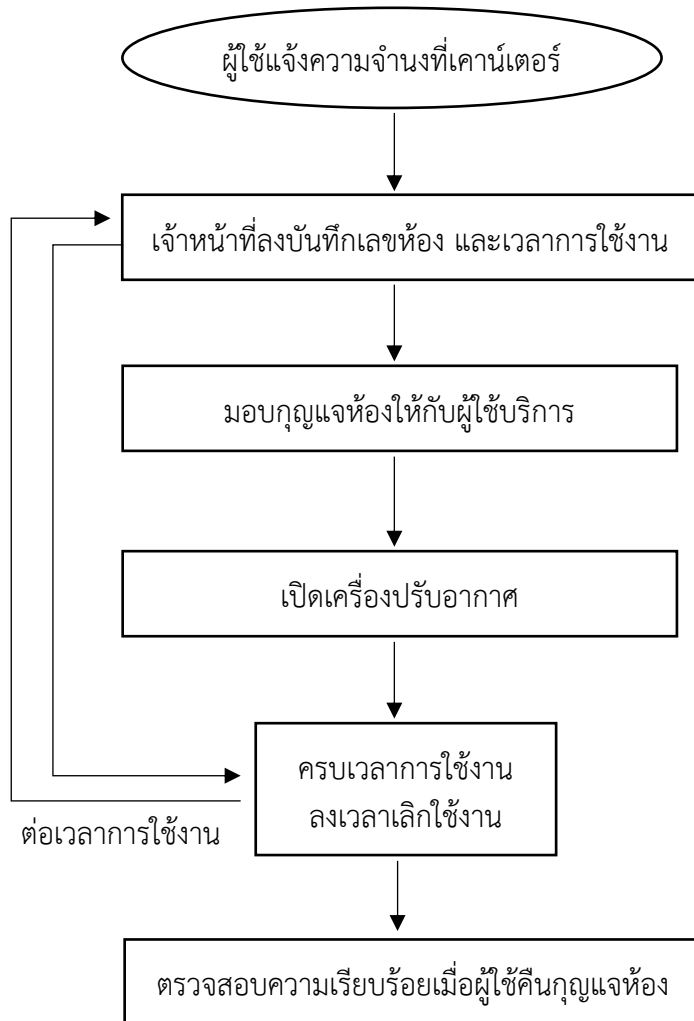 ผู้ใช้แจ้งความจำนงที่เคาน์เตอร์
เจ้าหน้าที่ลงบันทึกเลขห้อง และเวลาการใช้งาน
มอบกุญแจห้องให้กับผู้ใช้บริการ
เปิดเครื่องปรับอากาศ
ครบเวลาการใช้งาน
ลงเวลาเลิกใช้งาน
ต่อเวลาการใช้งาน
ตรวจสอบความเรียบร้อยเมื่อผู้ใช้คืนกุญแจห้อง